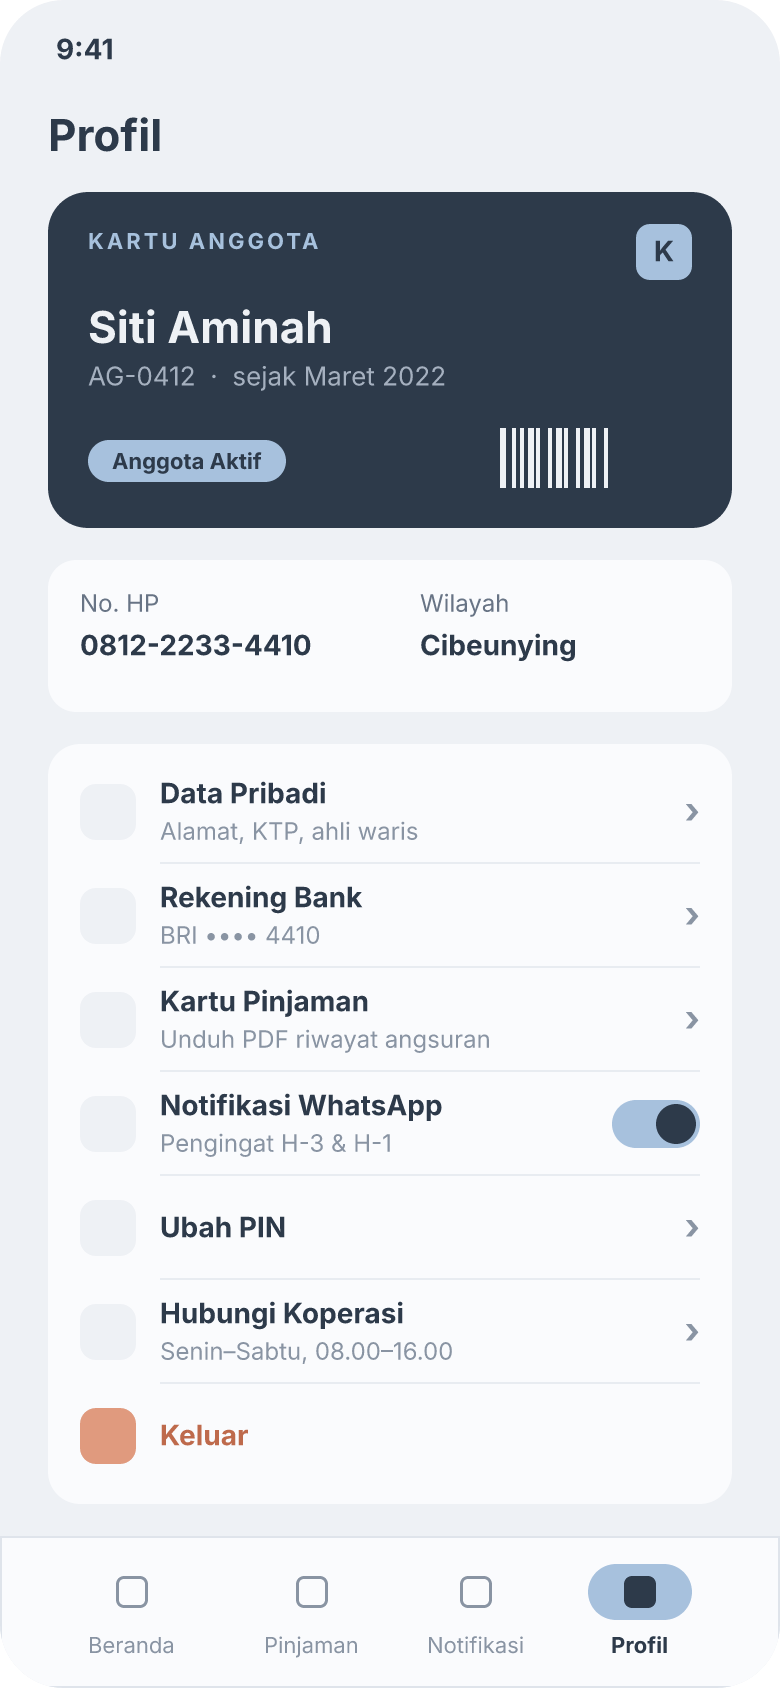 9:41
Profil
KARTU ANGGOTA
K
Siti Aminah
AG-0412 · sejak Maret 2022
Anggota Aktif
No. HP
Wilayah
0812-2233-4410
Cibeunying
Data Pribadi
Alamat, KTP, ahli waris
Rekening Bank
BRI •••• 4410
Kartu Pinjaman
Unduh PDF riwayat angsuran
Notifikasi WhatsApp
Pengingat H-3 & H-1
Ubah PIN
Hubungi Koperasi
Senin–Sabtu, 08.00–16.00
Keluar
Beranda
Pinjaman
Notifikasi
Profil